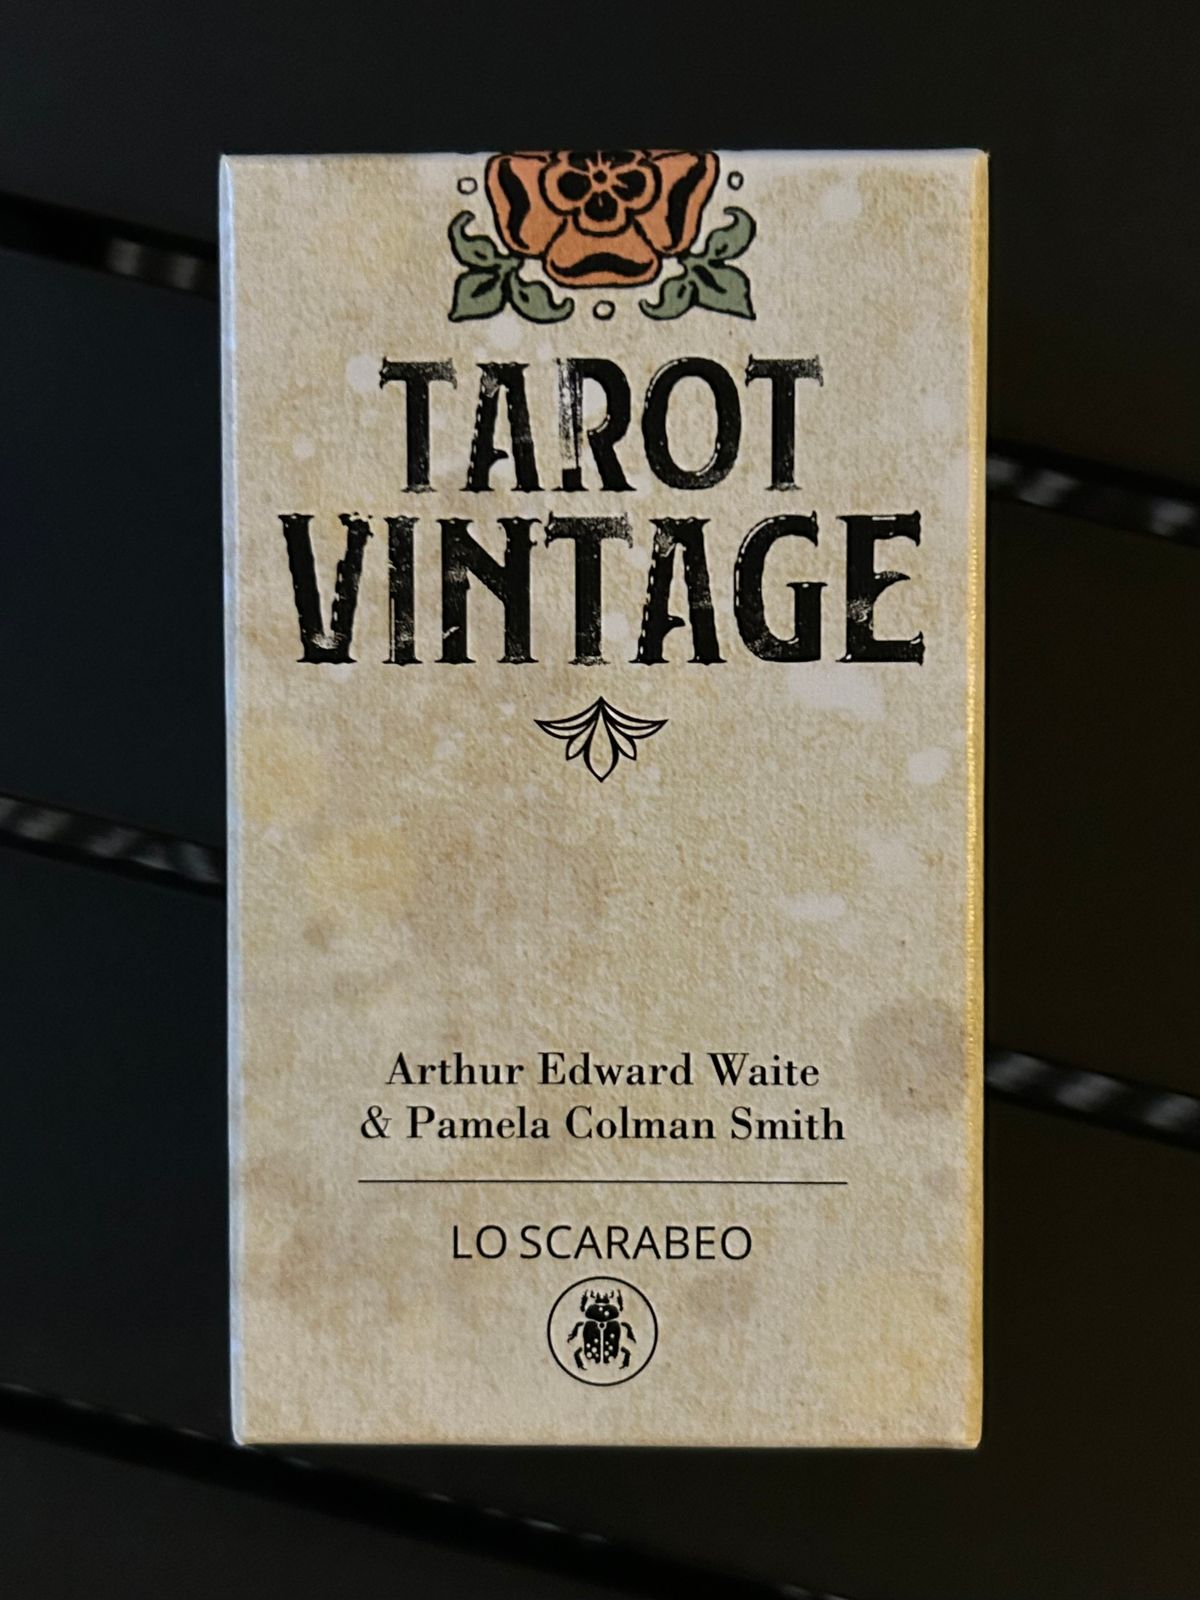 TAROT
VINTAGE
Arthur Edward Waite
& Pamela Colman Smith
LO SCARABEO